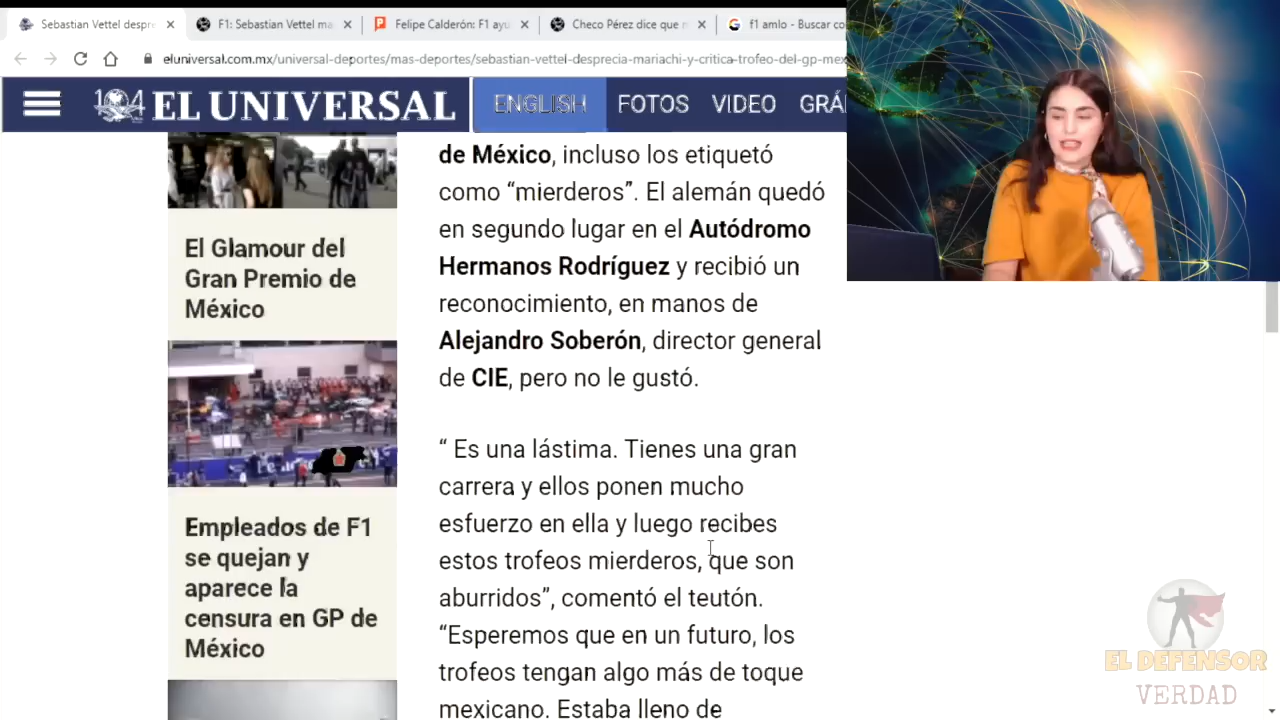 Sebastian Vettel despre
F1: Sebastian Vettel ma
Felipe Calderón: F1 ayu
Checo Pérez dice que n
f1 amlo - Buscar co
eluniversal.com.mx/universal-deportes/mas-deportes/sebastian-vettel-desprecia-mariachi-y-critica-trofeo-del-gp-mex
104 EL UNIVERSAL
ENGLISH FOTOS VIDEO GRÁ
El Glamour del
Gran Premio de
México
Empleados de F1
se quejan y
aparece la
censura en GP de
México
de México, incluso los etiquetó
como “mierderos”. El alemán quedó
en segundo lugar en el Autódromo
Hermanos Rodríguez y recibió un
reconocimiento, en manos de
Alejandro Soberón, director general
de CIE, pero no le gustó.
“ Es una lástima. Tienes una gran
carrera y ellos ponen mucho
esfuerzo en ella y luego recibes
estos trofeos mierderos, que son
aburridos”, comentó el teutón.
“Esperemos que en un futuro, los
trofeos tengan algo más de toque
mexicano. Estaba lleno de
EL DEFENSOR
VERDAD